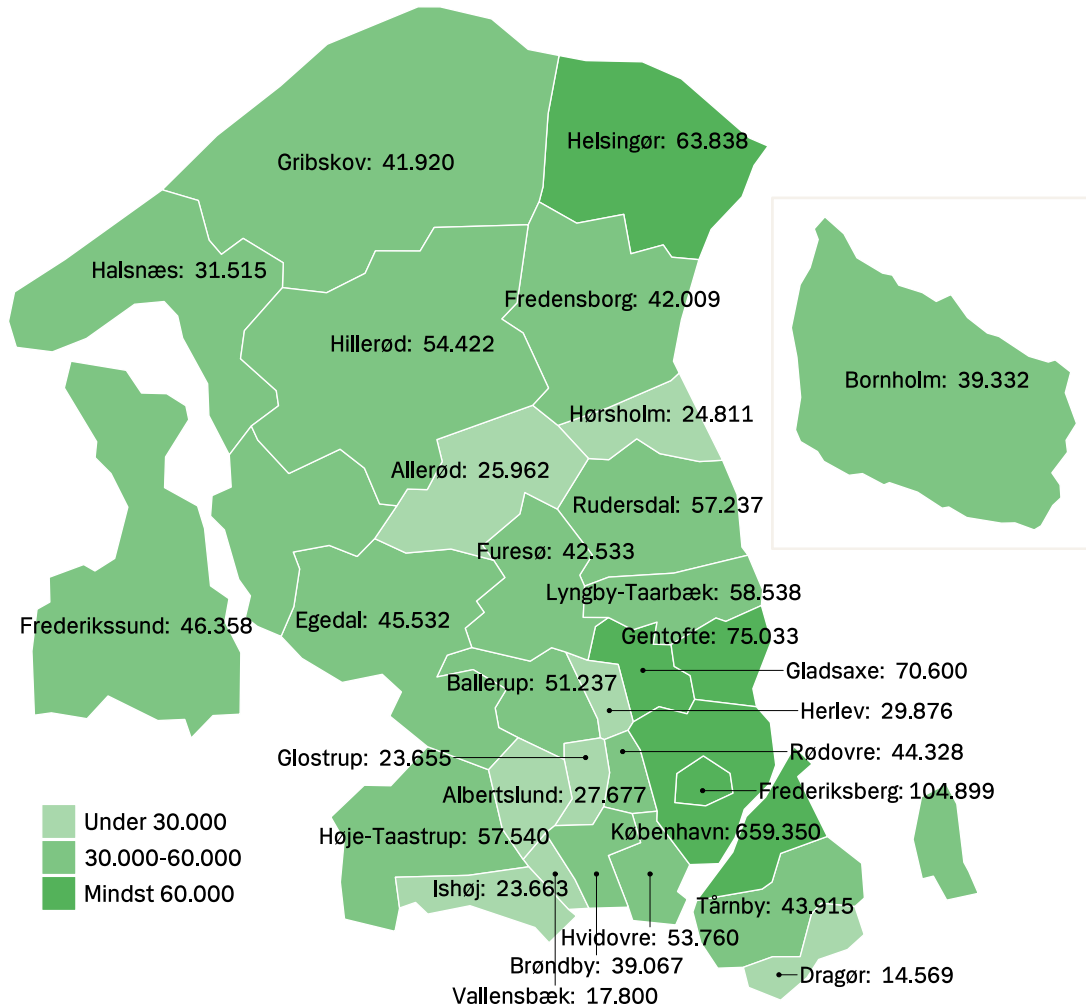 Helsingør: 63.838
Gribskov: 41.920
Halsnæs: 31.515
Fredensborg: 42.009
Hillerød: 54.422
Bornholm: 39.332
Hørsholm: 24.811
Allerød: 25.962
Rudersdal: 57.237
Furesø: 42.533
Lyngby-Taarbæk: 58.538
Frederikssund: 46.358
Egedal: 45.532
Gentofte: 75.033
Gladsaxe: 70.600
Ballerup: 51.237
Herlev: 29.876
Rødovre: 44.328
Glostrup: 23.655
Frederiksberg: 104.899
Albertslund: 27.677
Under 30.000
30.000-60.000
Mindst 60.000
Høje-Taastrup: 57.540
København: 659.350
Ishøj: 23.663
Tårnby: 43.915
Hvidovre: 53.760
Brøndby: 39.067
Dragør: 14.569
Vallensbæk: 17.800